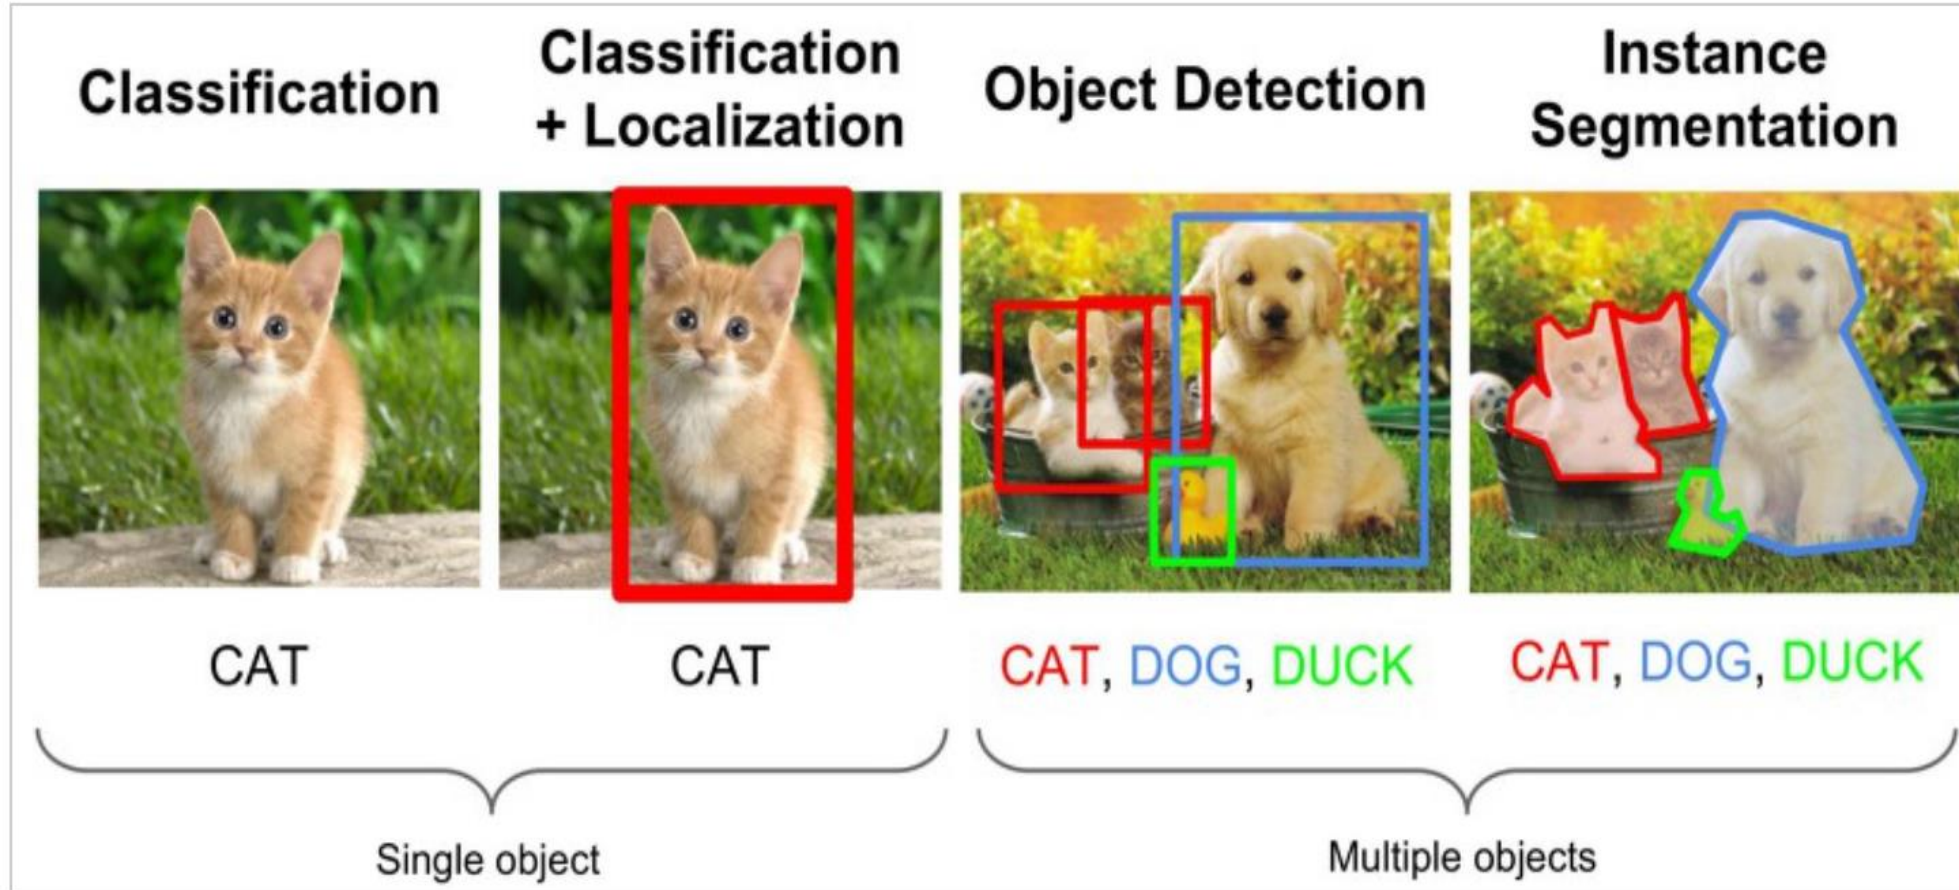 Classification
Classification
+ Localization
Object Detection
Instance
Segmentation
CAT
CAT
CAT, DOG, DUCK
CAT, DOG, DUCK
Single object
Multiple objects